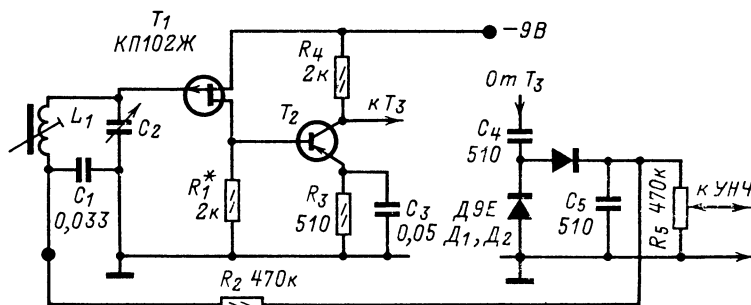 T₁
КП102Ж
−9В
R₄
2к
От T₃
L₁
C₂
T₂
к T₃
C₄
510
C₁
0,033
R₁*
2к
R₃
510
C₃
0,05
Д9Е
Д₁, Д₂
C₅
510
R₅ 470к
к УНЧ
R₂ 470к